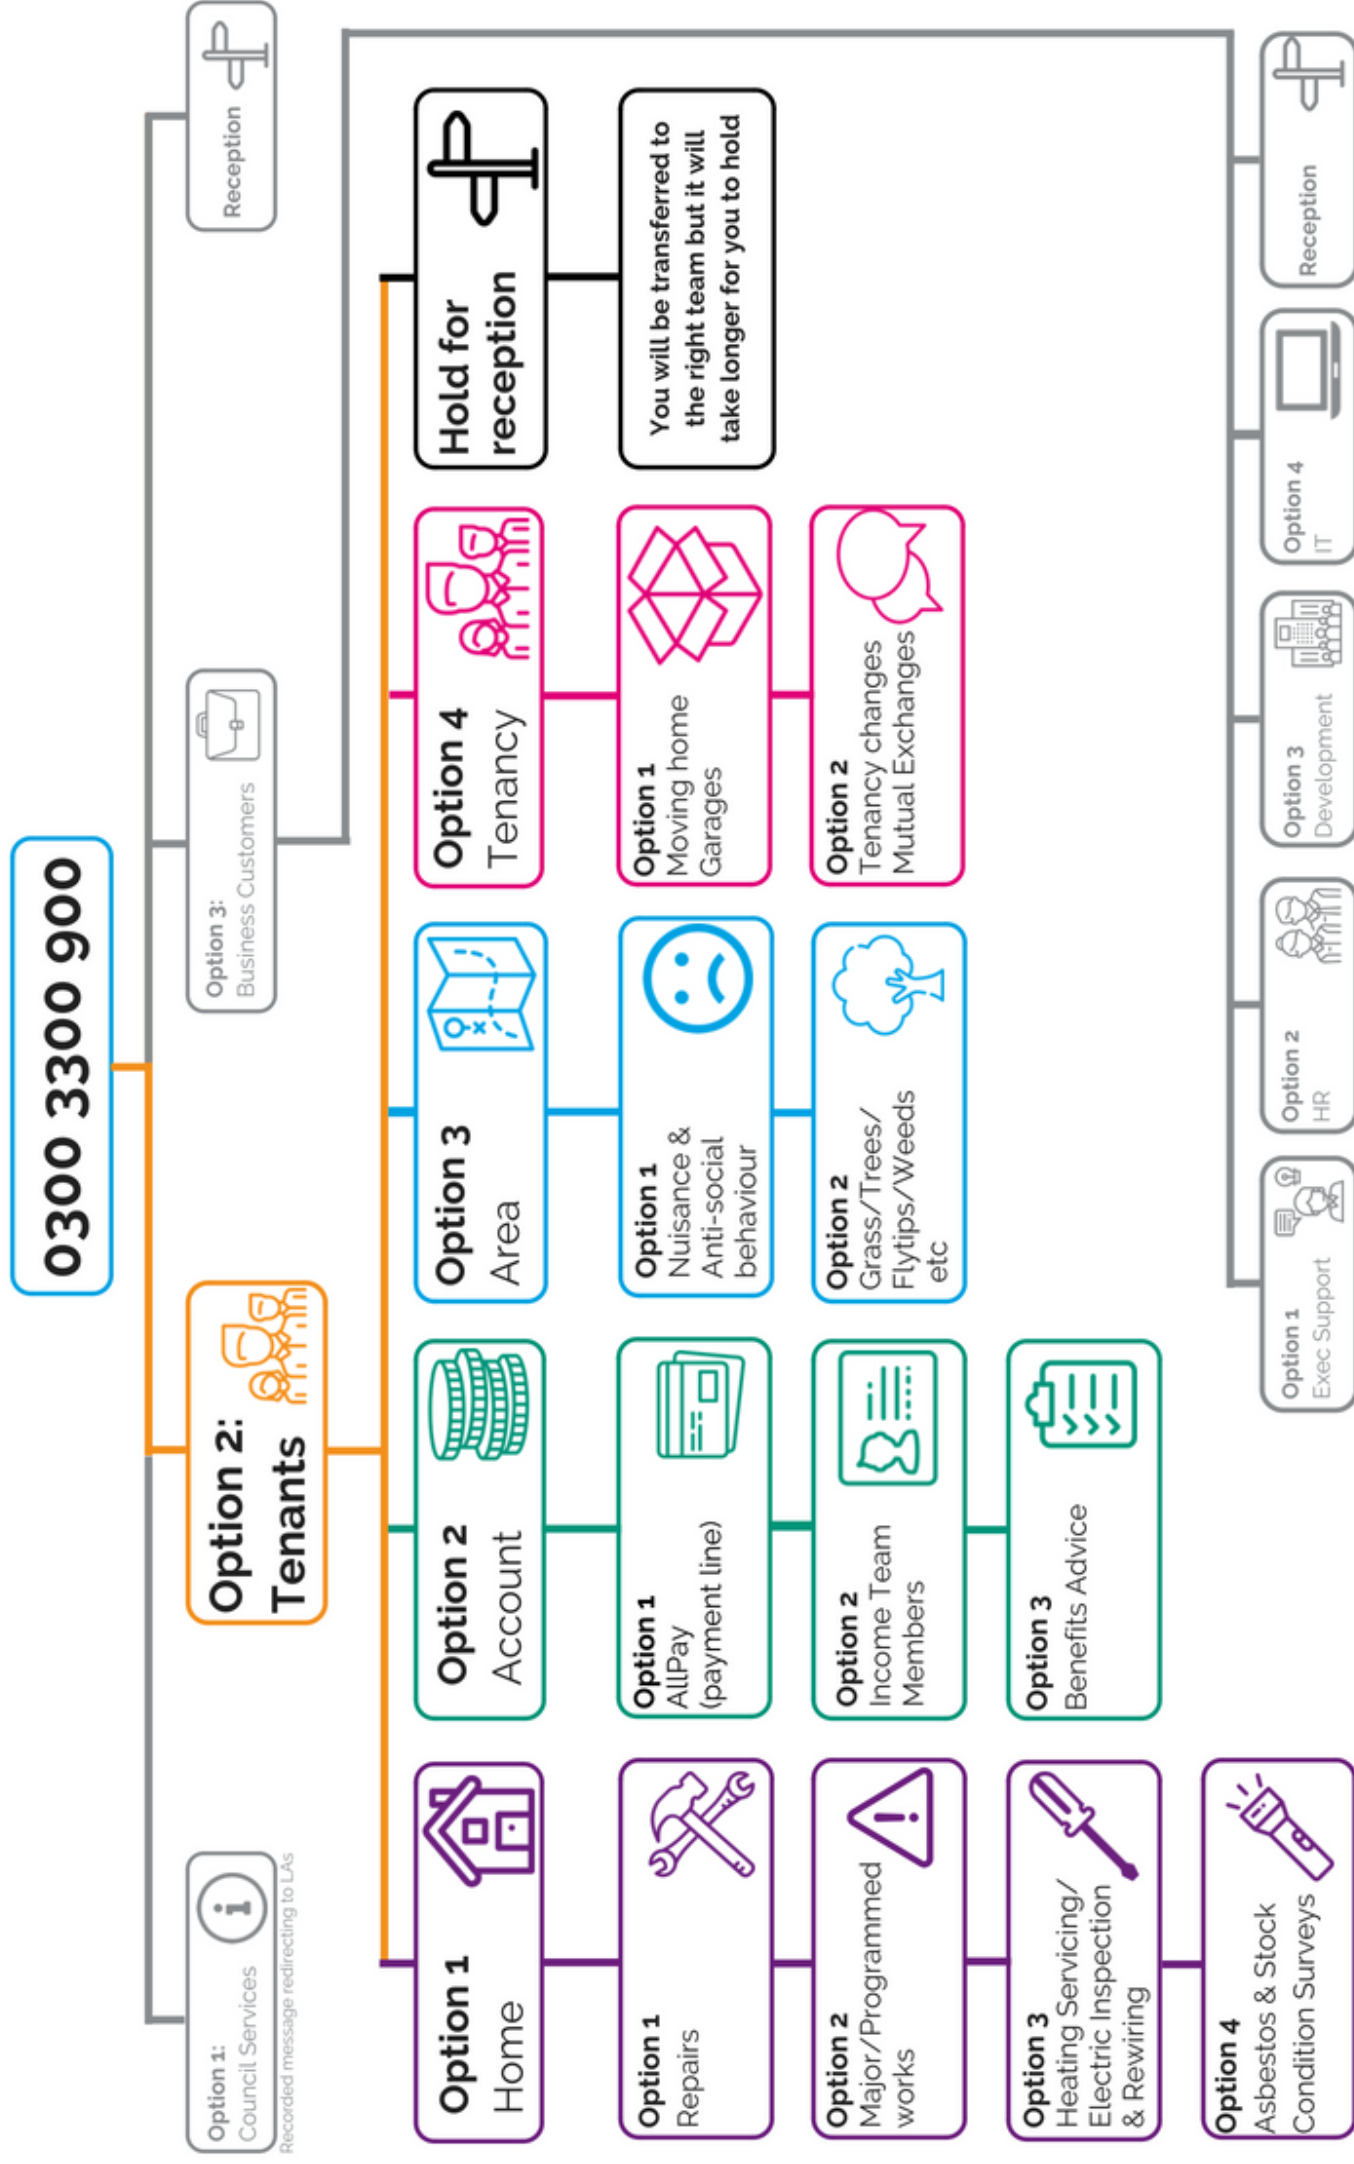 0300 3300 900
Option 1:
Council Services
Recorded message redirecting to LAs
Option 2:
Tenants
Option 3:
Business Customers
Reception
Option 1
Home
Option 1
Repairs
Option 2
Major/Programmed
works
Option 3
Heating Servicing/
Electric Inspection
& Rewiring
Option 4
Asbestos & Stock
Condition Surveys
Option 2
Account
Option 1
AllPay
(payment line)
Option 2
Income Team
Members
Option 3
Benefits Advice
Option 3
Area
Option 1
Nuisance &
Anti-social
behaviour
Option 2
Grass/Trees/
Flytips/Weeds
etc
Option 4
Tenancy
Option 1
Moving home
Garages
Option 2
Tenancy changes
Mutual Exchanges
Hold for
reception
You will be transferred to
the right team but it will
take longer for you to hold
Option 1
Exec Support
Option 2
HR
Option 3
Development
Option 4
IT
Reception